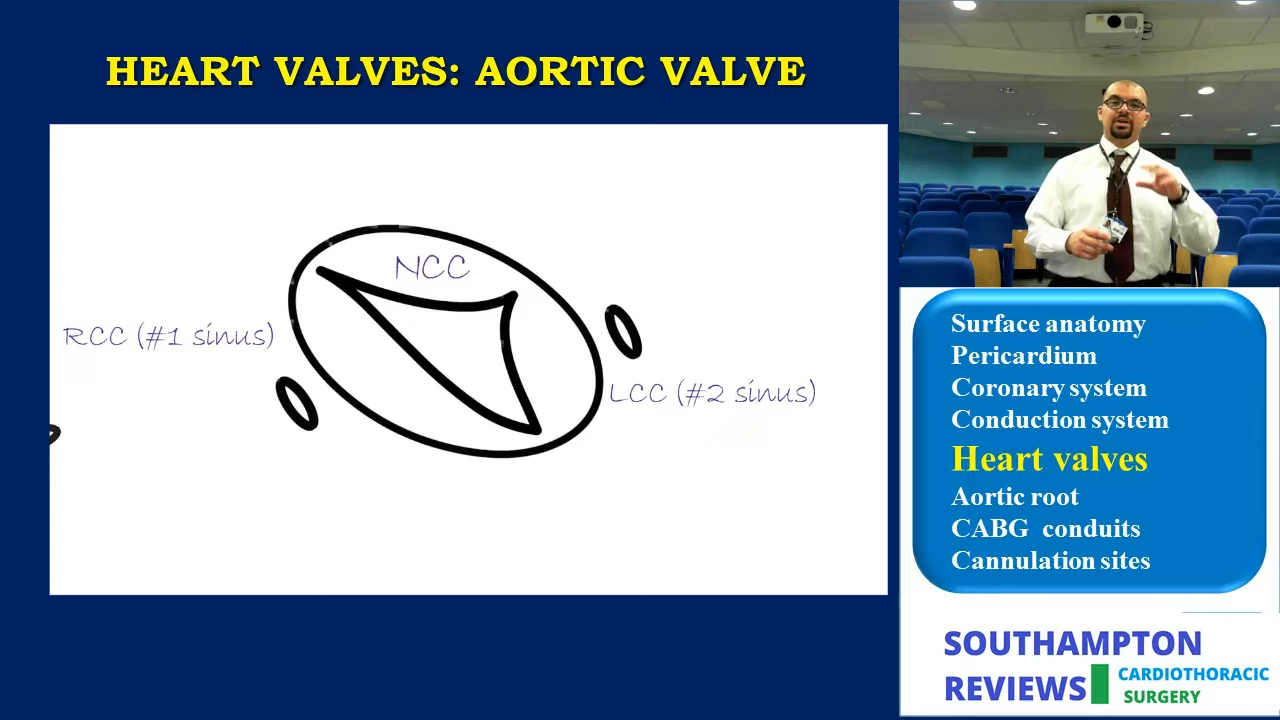 HEART VALVES: AORTIC VALVE
NCC
RCC (#1 sinus)
LCC (#2 sinus)
Surface anatomy
Pericardium
Coronary system
Conduction system
Heart valves
Aortic root
CABG conduits
Cannulation sites
SOUTHAMPTON
REVIEWS
CARDIOTHORACIC
SURGERY